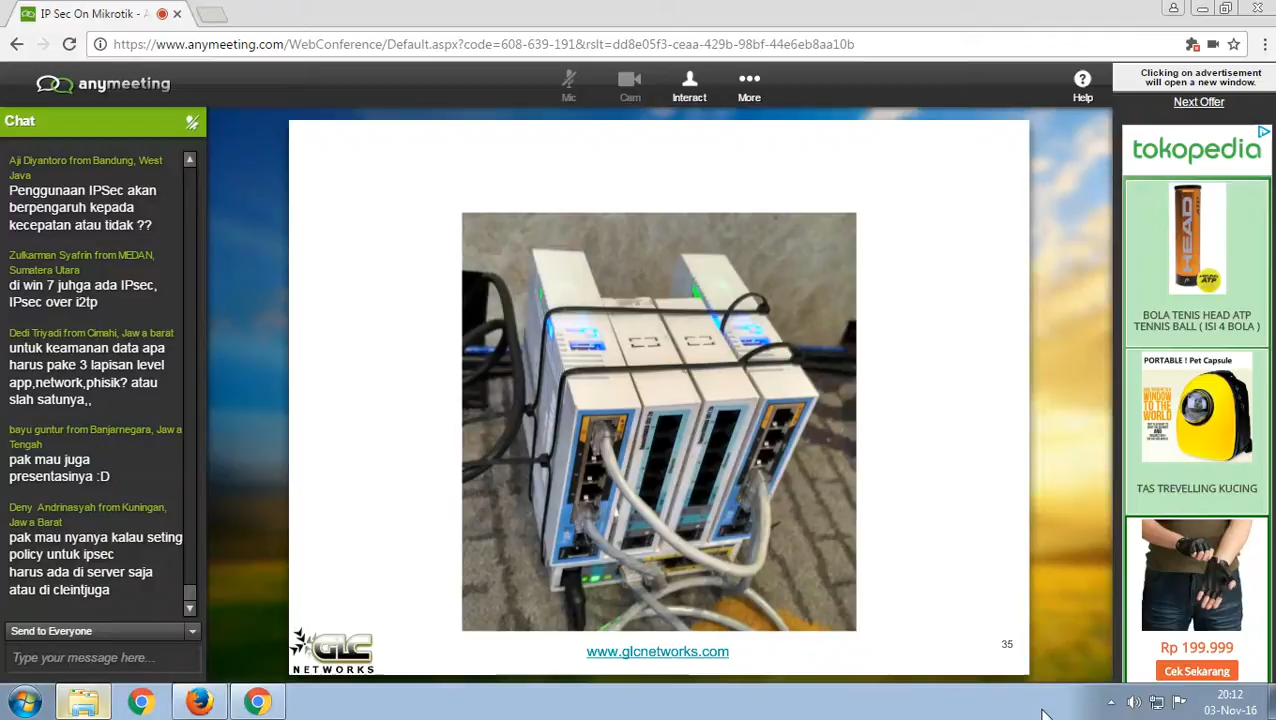 IP Sec On Mikrotik - A
https://www.anymeeting.com/WebConference/Default.aspx?code=608-639-191&rslt=dd8e05f3-ceaa-429b-98bf-44e6eb8aa10b
anymeeting
Mic
Cam
Interact
More
Help
Clicking on advertisement
will open a new window.
Next Offer
Chat
Aji Diyantoro from Bandung, West
Java
Penggunaan IPSec akan
berpengaruh kepada
kecepatan atau tidak ??
Zulkarman Syafrin from MEDAN,
Sumatera Utara
di win 7 juhga ada IPsec,
IPsec over i2tp
Dedi Triyadi from Cimahi, Jawa barat
untuk keamanan data apa
harus pake 3 lapisan level
app,network,phisik? atau
slah satunya,,
bayu guntur from Banjarnegara, Jawa
Tengah
pak mau juga
presentasinya :D
Deny Andrinasyah from Kuningan,
Jawa Barat
pak mau nyanya kalau seting
policy untuk ipsec
harus ada di server saja
atau di cleintjuga
Send to Everyone
Type your message here...
GLC
NETWORKS
www.glcnetworks.com
35
tokopedia
HEAD
ATP
BOLA TENIS HEAD ATP
TENNIS BALL ( ISI 4 BOLA )
PORTABLE ! Pet Capsule
WINDOW
TO THE
WORLD
TAS TREVELLING KUCING
Rp 199.999
Cek Sekarang
20:12
03-Nov-16